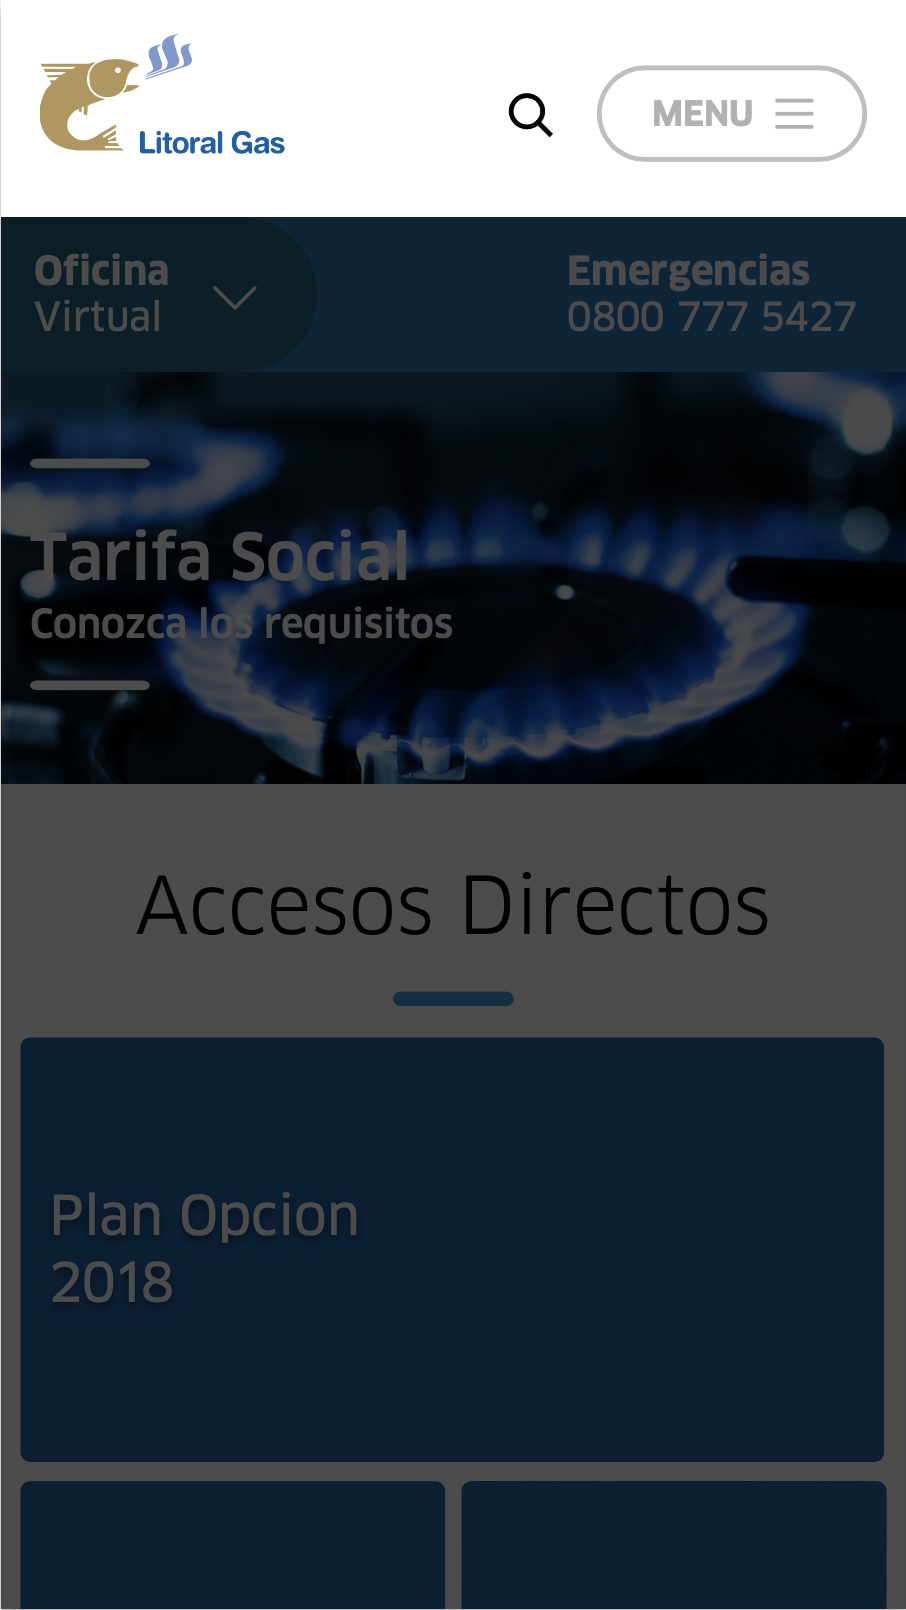 Litoral Gas
MENU
Oficina
Virtual
Emergencias
0800 777 5427
Tarifa Social
Conozca los requisitos
Accesos Directos
Plan Opcion
2018